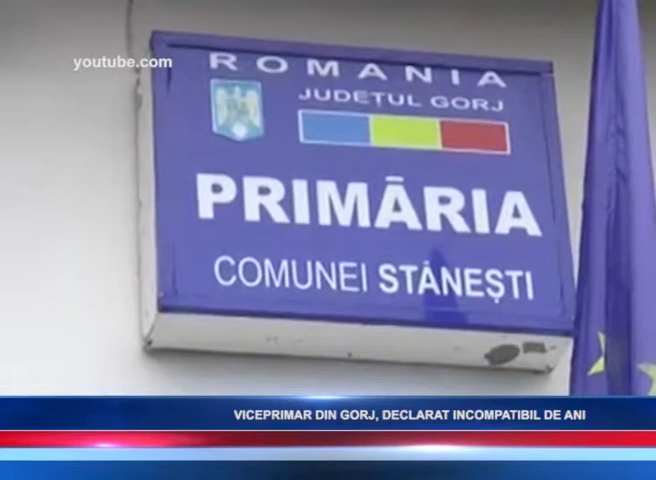 youtube.com
ROMANIA
JUDEȚUL GORJ
PRIMĂRIA
COMUNEI STĂNEȘTI
VICEPRIMAR DIN GORJ, DECLARAT INCOMPATIBIL DE ANI